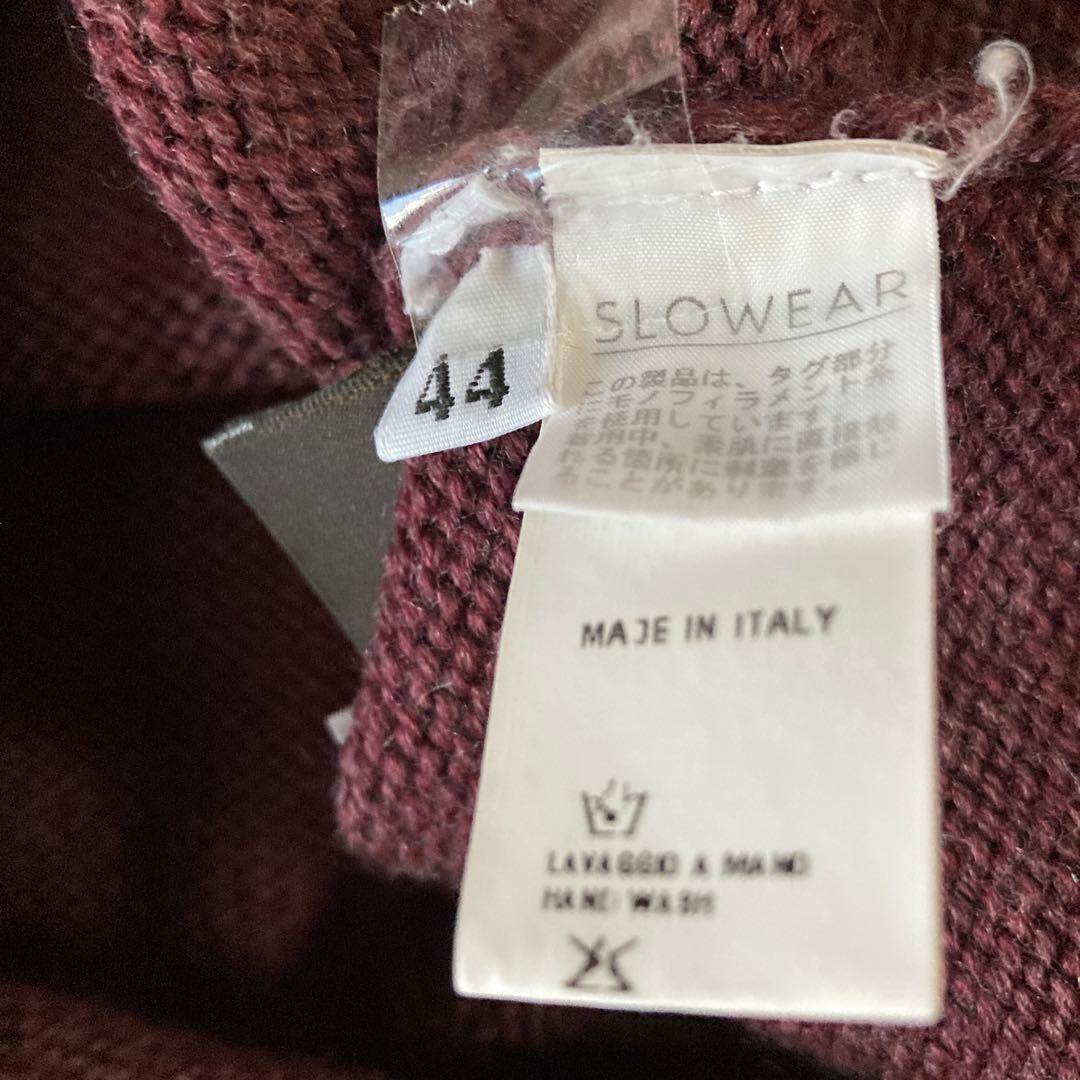 44
SLOWEAR
この製品は、タグ部分
にモノフィラメント糸
を使用しています。
着用中、素肌に直接触
れる箇所に刺激を感じ
ることがあります。
MADE IN ITALY
LAVAGGIO A MANO
HAND WASH